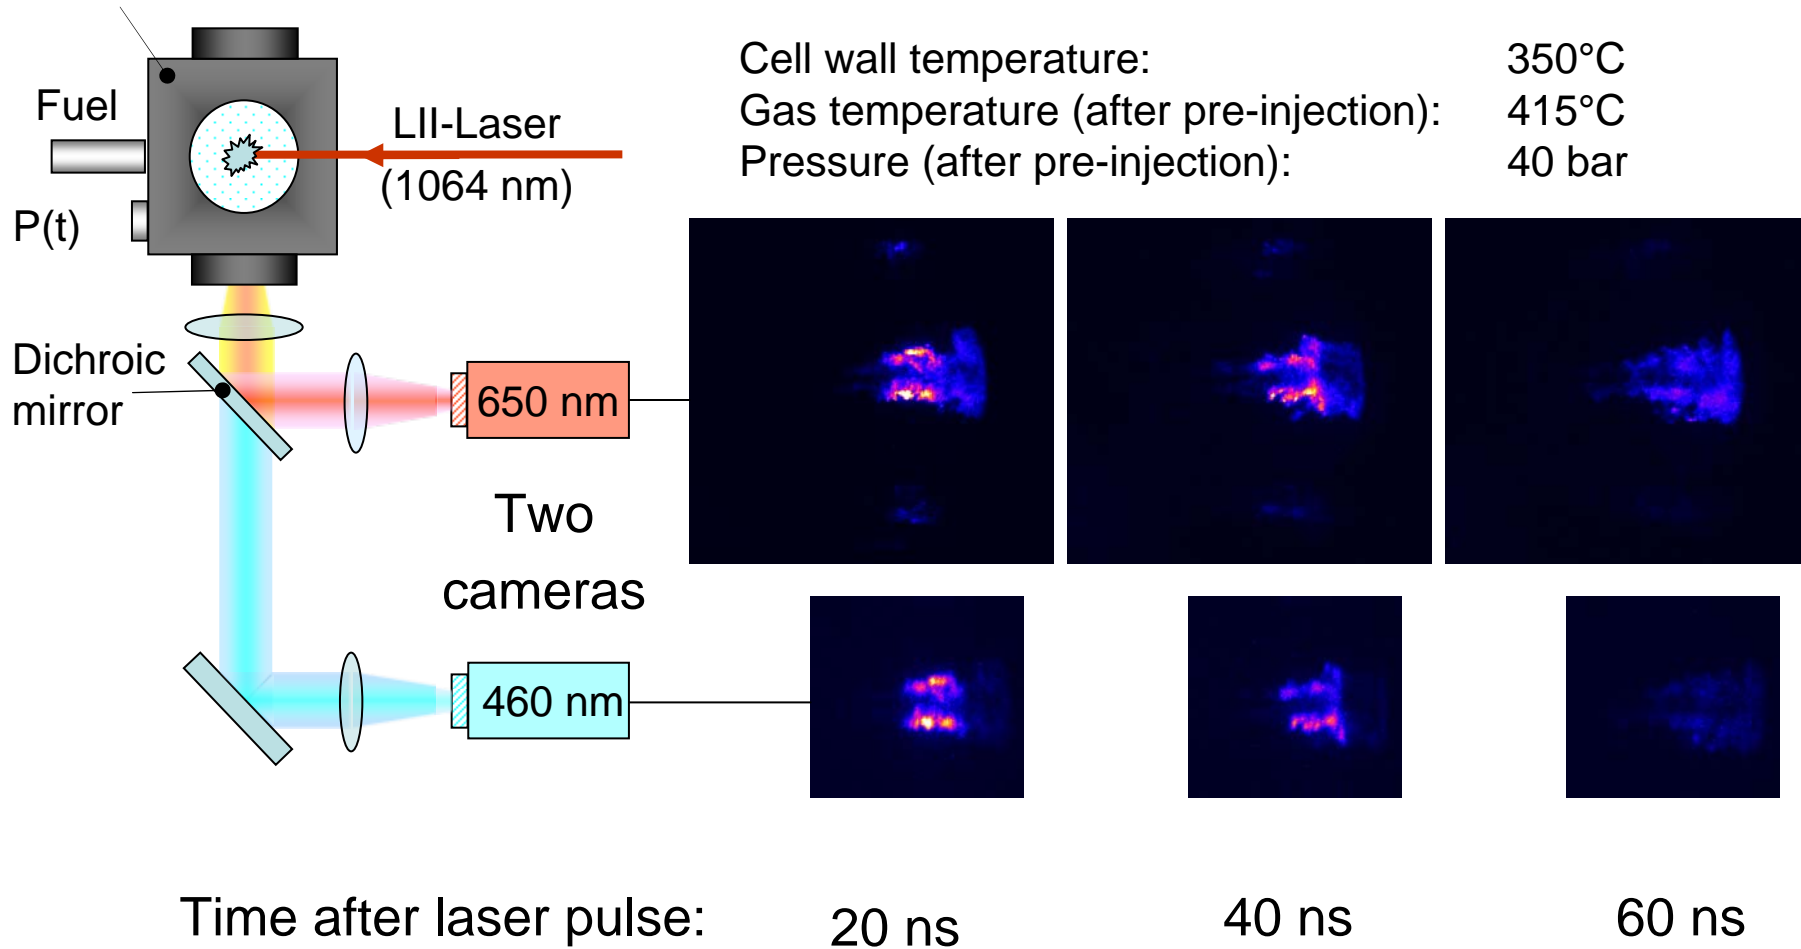 Cell wall temperature: 350°C
Gas temperature (after pre-injection): 415°C
Pressure (after pre-injection): 40 bar
Fuel
LII-Laser
(1064 nm)
P(t)
Dichroic
mirror
650 nm
Two
cameras
460 nm
Time after laser pulse: 20 ns 40 ns 60 ns